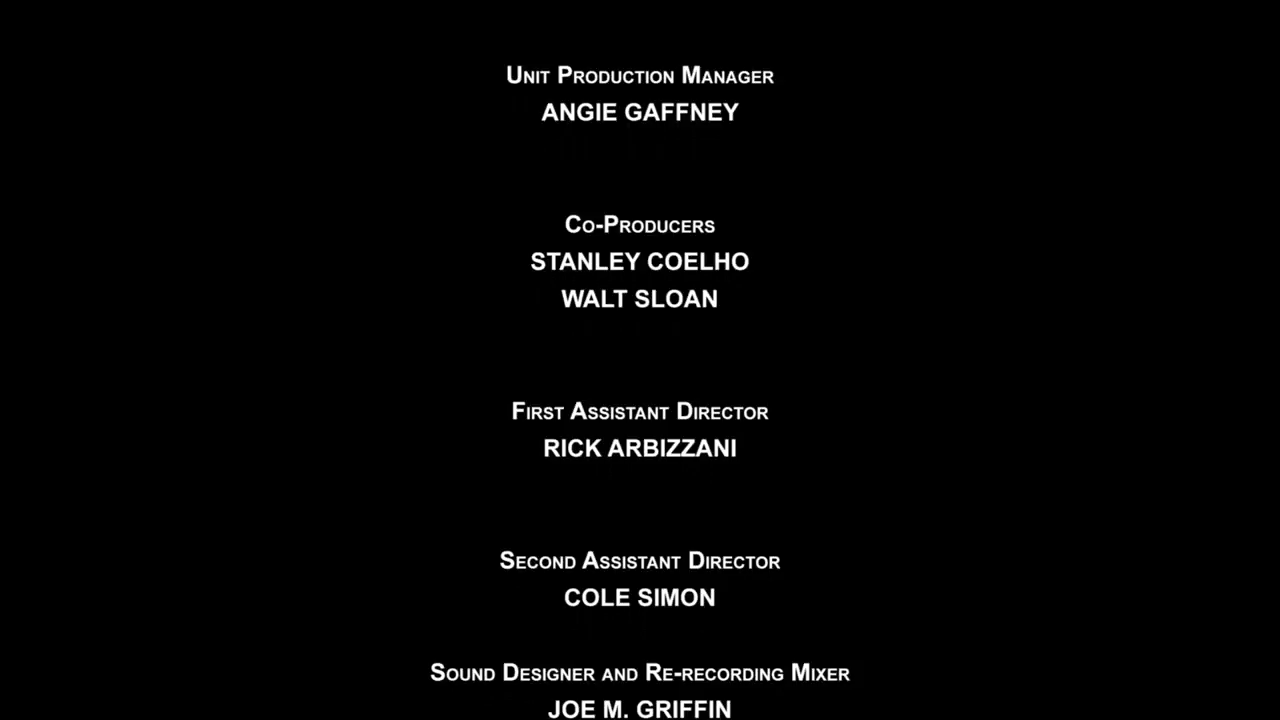 Unit Production Manager
ANGIE GAFFNEY
Co-Producers
STANLEY COELHO
WALT SLOAN
First Assistant Director
RICK ARBIZZANI
Second Assistant Director
COLE SIMON
Sound Designer and Re-recording Mixer
JOE M. GRIFFIN